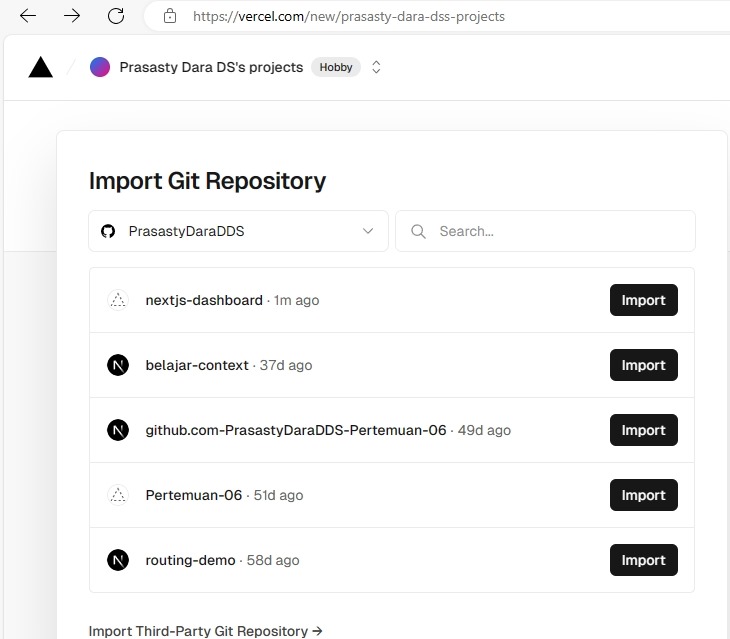 https://vercel.com/new/prasasty-dara-dss-projects
Prasasty Dara DS's projects Hobby
Import Git Repository
PrasastyDaraDDS Search...
nextjs-dashboard · 1m ago Import
belajar-context · 37d ago Import
github.com-PrasastyDaraDDS-Pertemuan-06 · 49d ago Import
Pertemuan-06 · 51d ago Import
routing-demo · 58d ago Import
Import Third-Party Git Repository →